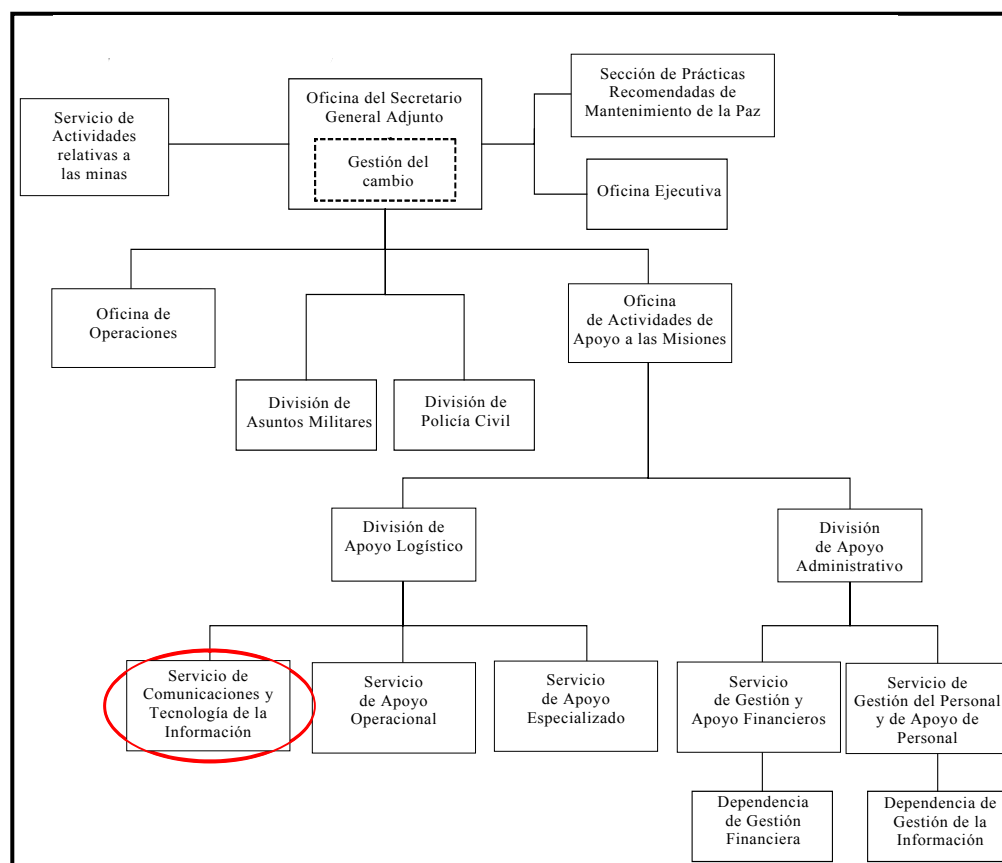 Sección de Prácticas
Recomendadas de
Mantenimiento de la Paz
Oficina del Secretario
General Adjunto
Gestión del
cambio
Servicio de
Actividades
relativas a
las minas
Oficina Ejecutiva
Oficina de
Operaciones
Oficina
de Actividades de
Apoyo a las Misiones
División de
Asuntos Militares
División de
Policía Civil
División de
Apoyo Logístico
División
de Apoyo
Administrativo
Servicio de
Comunicaciones y
Tecnología de la
Información
Servicio
de Apoyo
Operacional
Servicio
de Apoyo
Especializado
Servicio
de Gestión y
Apoyo Financieros
Servicio de
Gestión del Personal
y de Apoyo de
Personal
Dependencia
de Gestión
Financiera
Dependencia de
Gestión de la
Información